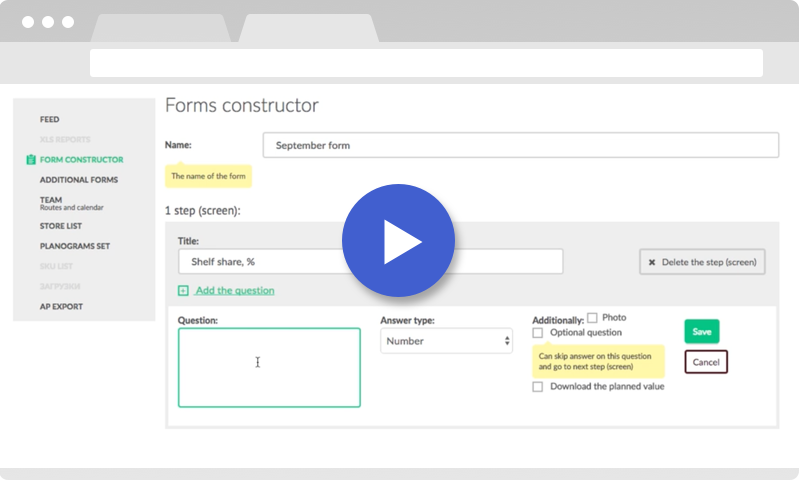 Forms constructor
FEED
XLS REPORTS
FORM CONSTRUCTOR
ADDITIONAL FORMS
TEAM
Routes and calendar
STORE LIST
PLANOGRAMS SET
SKU LIST
ЗАГРУЗКИ
AP EXPORT
Name:
September form
The name of the form
1 step (screen):
Title:
Shelf share, %
✖ Delete the step (screen)
Add the question
Question:
Answer type:
Number
Additionally:
Photo
Optional question
Can skip answer on this question
and go to next step (screen)
Download the planned value
Save
Cancel